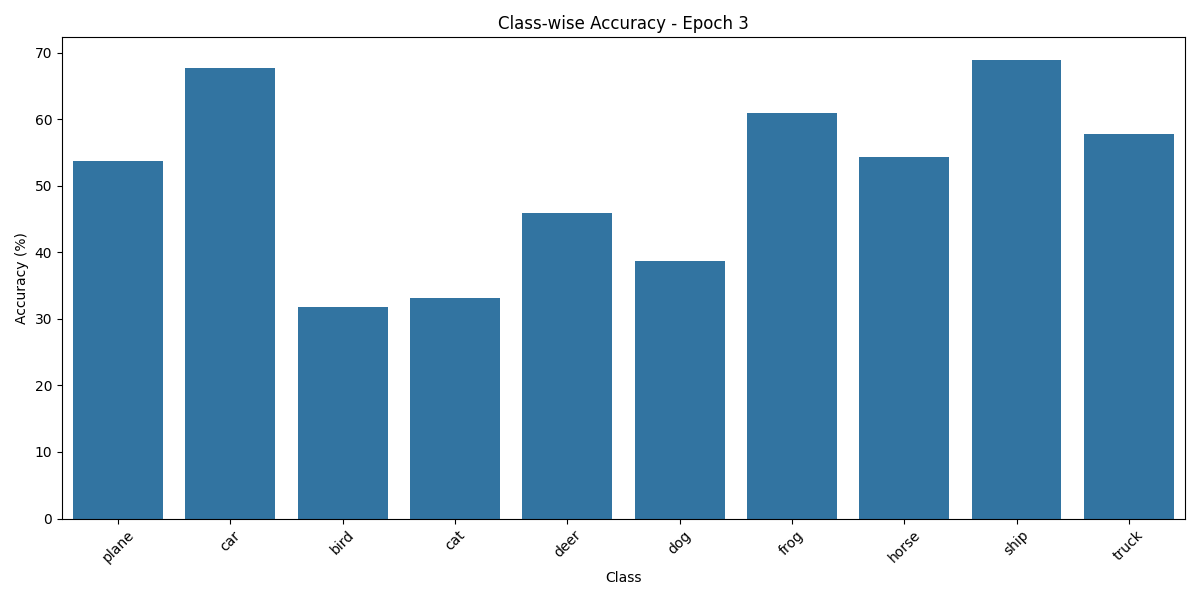 Class-wise Accuracy - Epoch 3
Accuracy (%)
70
60
50
40
30
20
10
0
plane
car
bird
cat
deer
dog
frog
horse
ship
truck
Class